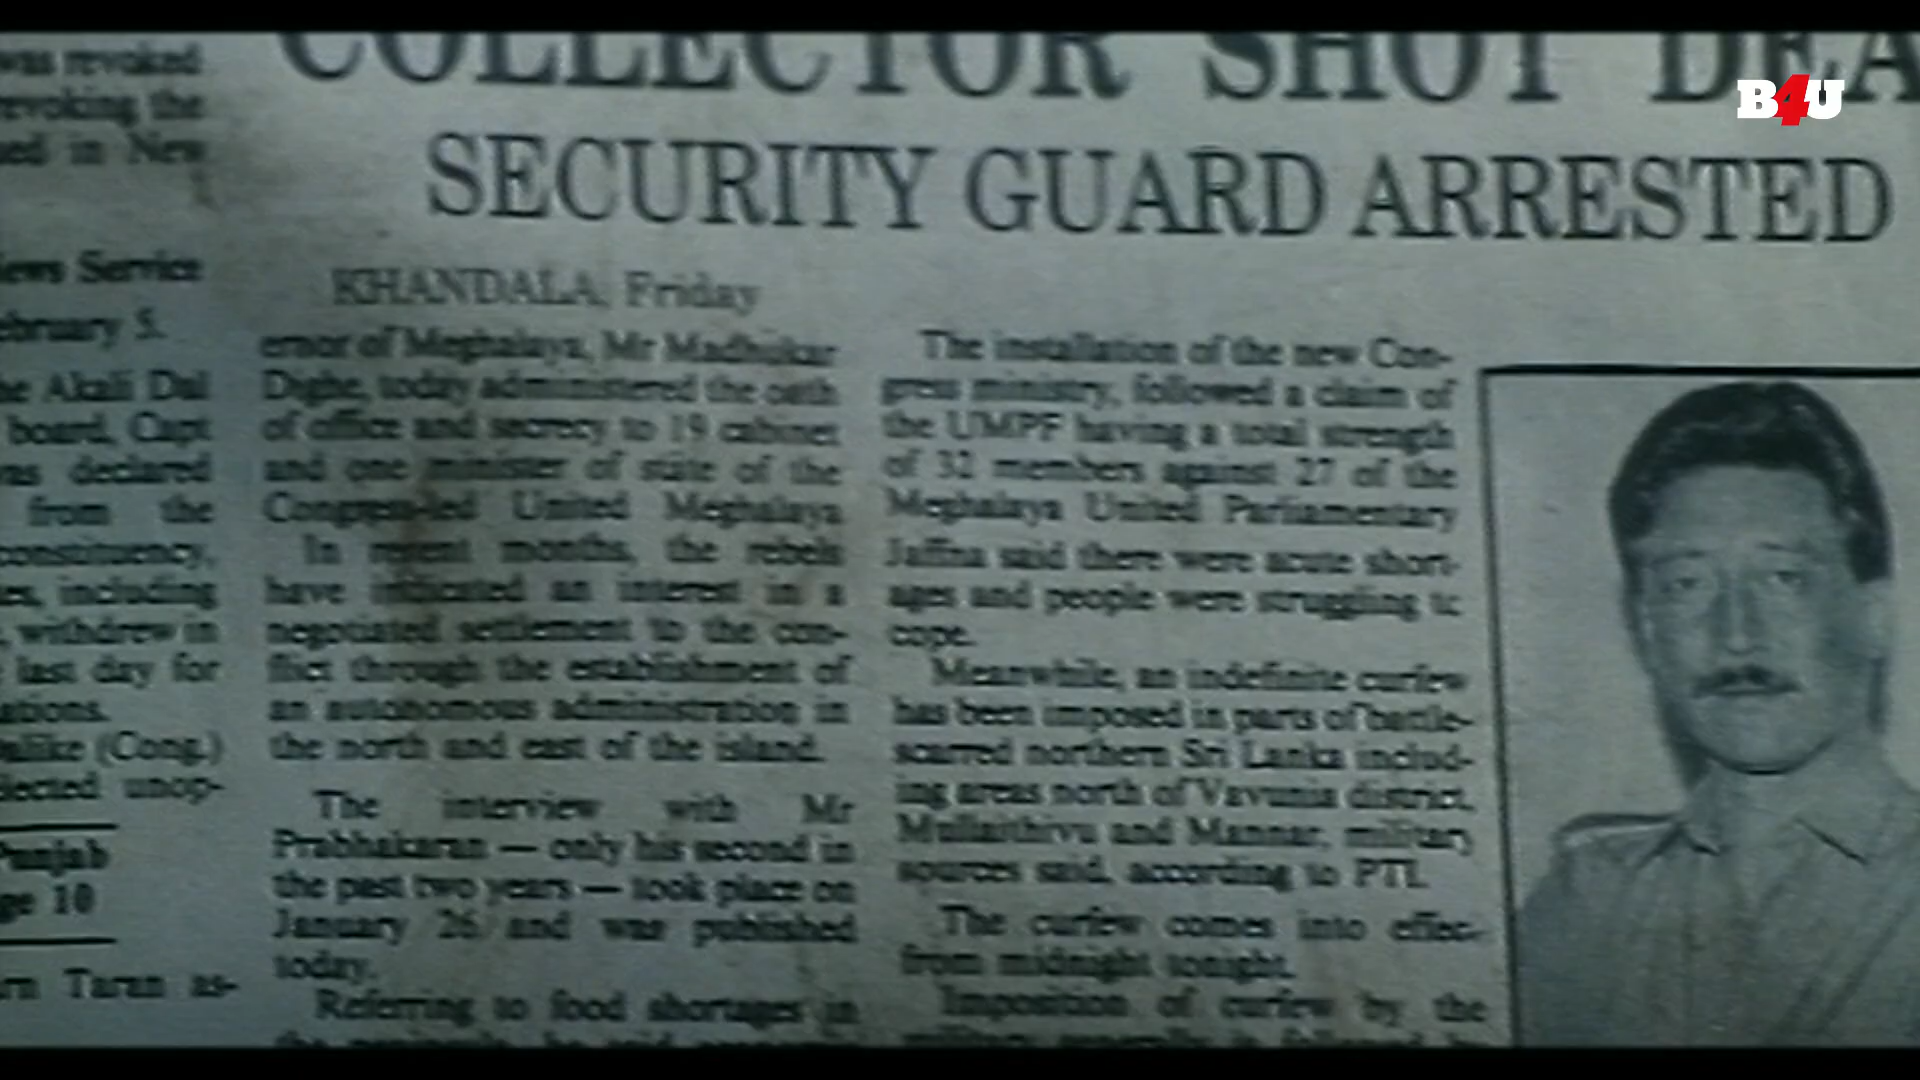 COLLECTOR SHOT DEA
B4U
SECURITY GUARD ARRESTED
was revoked
revoking the
ed in New
ews Service
ebruary 5.
he Akali Dal
board, Capt
as declared
from the
constituency,
es, including
, withdrew in
last day for
ations.
alike (Cong.)
lected unop-
Punjab
ge 10
rn Taran as-
KHANDALA, Friday
ernor of Meghalaya, Mr Madhukar
Dighe, today administered the oath
of office and secrecy to 19 cabinet
and one minister of state of the
Congress-led United Meghalaya
In recent months, the rebels
have indicated an interest in a
negotiated settlement to the con-
flict through the establishment of
an autonomous administration in
the north and east of the island.
The interview with Mr
Prabhakaran — only his second in
the past two years — took place on
January 26 and was published
today.
Referring to food shortages in
The installation of the new Con-
gress ministry, followed a claim of
the UMPF having a total strength
of 32 members against 27 of the
Meghalaya United Parliamentary
Jaffna said there were acute short-
ages and people were struggling to
cope.
Meanwhile, an indefinite curfew
has been imposed in parts of battle-
scarred northern Sri Lanka includ-
ing areas north of Vavunia district,
Mullaithivu and Mannar, military
sources said, according to PTI.
The curfew comes into effec-
from midnight tonight.
Imposition of curfew by the